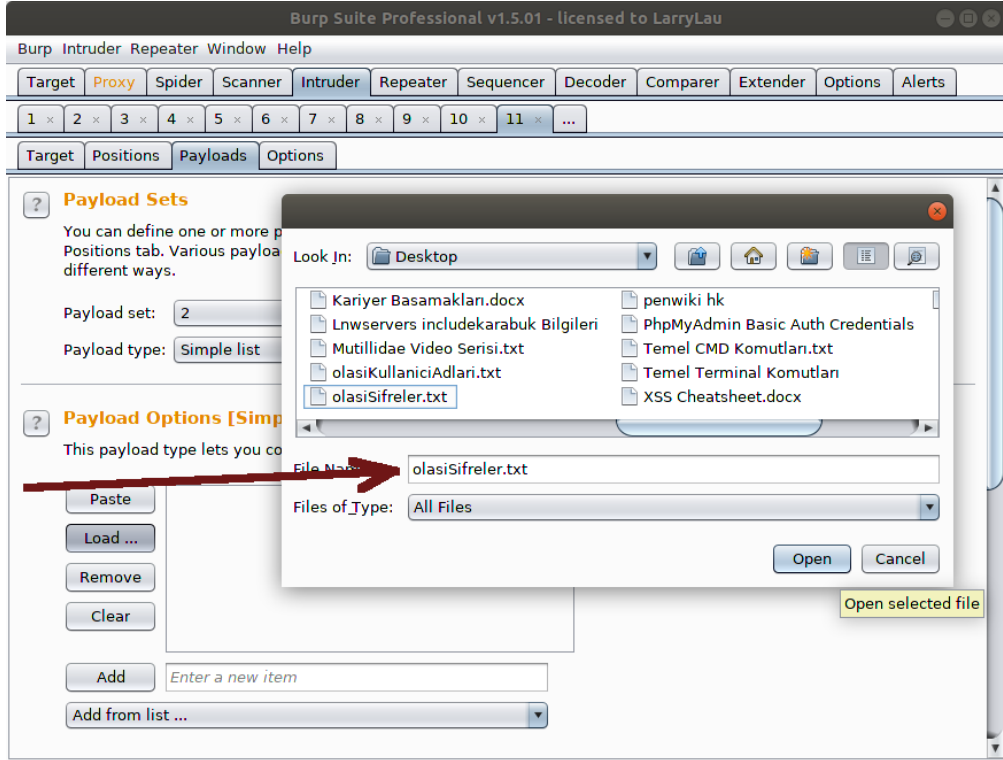 Burp Suite Professional v1.5.01 - licensed to LarryLau
Burp Intruder Repeater Window Help
Target Proxy Spider Scanner Intruder Repeater Sequencer Decoder Comparer Extender Options Alerts
1 × 2 × 3 × 4 × 5 × 6 × 7 × 8 × 9 × 10 × 11 × ...
Target Positions Payloads Options
? Payload Sets
You can define one or more p
Positions tab. Various payloa
different ways.
Payload set: 2
Payload type: Simple list
? Payload Options [Simp
This payload type lets you co
Paste
Load ...
Remove
Clear
Add Enter a new item
Add from list ...
Look In: Desktop
Kariyer Basamakları.docx
Lnwservers includekarabuk Bilgileri
Mutillidae Video Serisi.txt
olasiKullaniciAdlari.txt
olasiSifreler.txt
penwiki hk
PhpMyAdmin Basic Auth Credentials
Temel CMD Komutları.txt
Temel Terminal Komutları
XSS Cheatsheet.docx
File Name: olasiSifreler.txt
Files of Type: All Files
Open Cancel
Open selected file